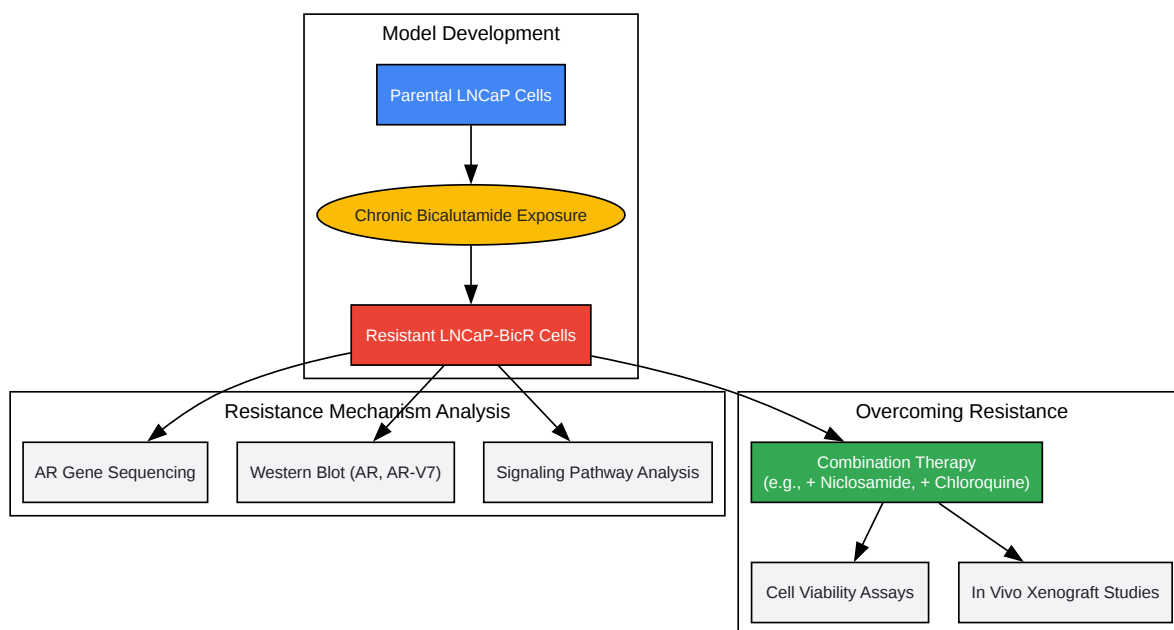 Model Development
Parental LNCaP Cells
Chronic Bicalutamide Exposure
Resistant LNCaP-BicR Cells
Resistance Mechanism Analysis
AR Gene Sequencing
Western Blot (AR, AR-V7)
Signaling Pathway Analysis
Overcoming Resistance
Combination Therapy
(e.g., + Niclosamide, + Chloroquine)
Cell Viability Assays
In Vivo Xenograft Studies